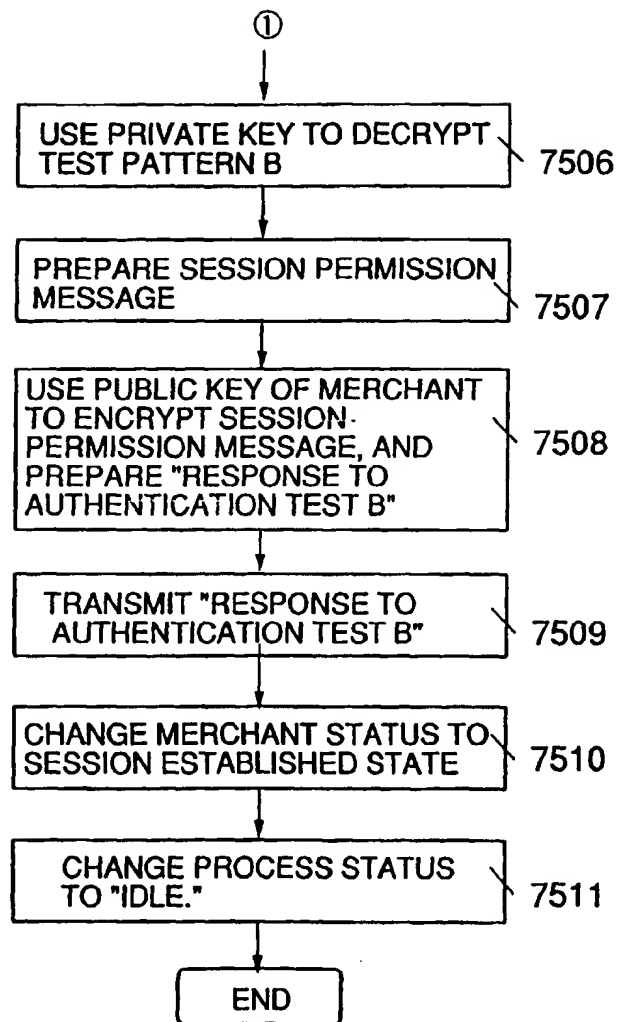 ①
USE PRIVATE KEY TO DECRYPT
TEST PATTERN B
7506
PREPARE SESSION PERMISSION
MESSAGE
7507
USE PUBLIC KEY OF MERCHANT
TO ENCRYPT SESSION-
PERMISSION MESSAGE, AND
PREPARE "RESPONSE TO
AUTHENTICATION TEST B"
7508
TRANSMIT "RESPONSE TO
AUTHENTICATION TEST B"
7509
CHANGE MERCHANT STATUS TO
SESSION ESTABLISHED STATE
7510
CHANGE PROCESS STATUS
TO "IDLE."
7511
END